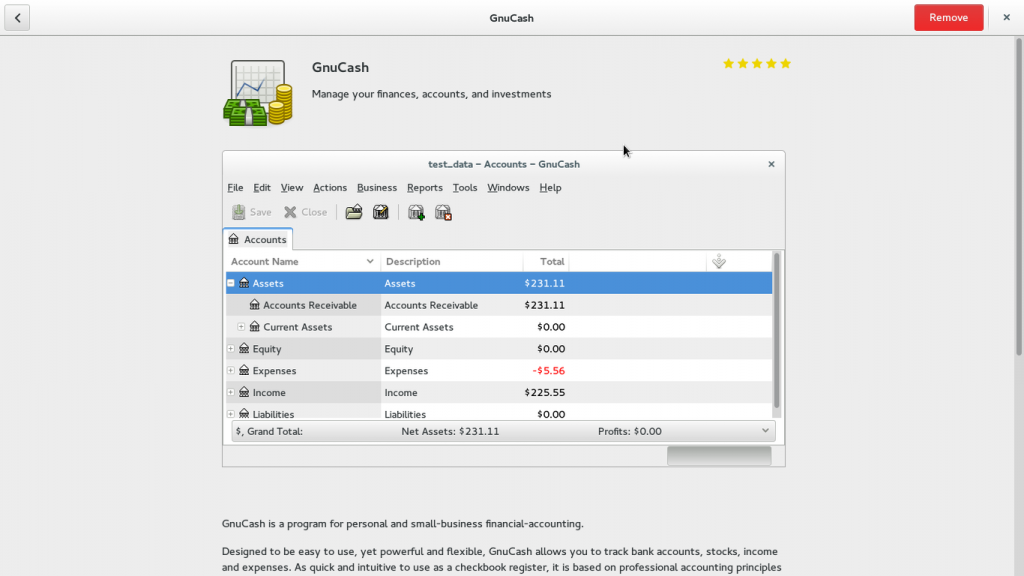 GnuCash
Remove
GnuCash
Manage your finances, accounts, and investments
test_data – Accounts – GnuCash
File Edit View Actions Business Reports Tools Windows Help
Save Close
Accounts
Account Name Description Total
Assets Assets $231.11
Accounts Receivable Accounts Receivable $231.11
Current Assets Current Assets $0.00
Equity Equity $0.00
Expenses Expenses -$5.56
Income Income $225.55
Liabilities Liabilities $0.00
$, Grand Total: Net Assets: $231.11 Profits: $0.00
GnuCash is a program for personal and small-business financial-accounting.
Designed to be easy to use, yet powerful and flexible, GnuCash allows you to track bank accounts, stocks, income
and expenses. As quick and intuitive to use as a checkbook register, it is based on professional accounting principles